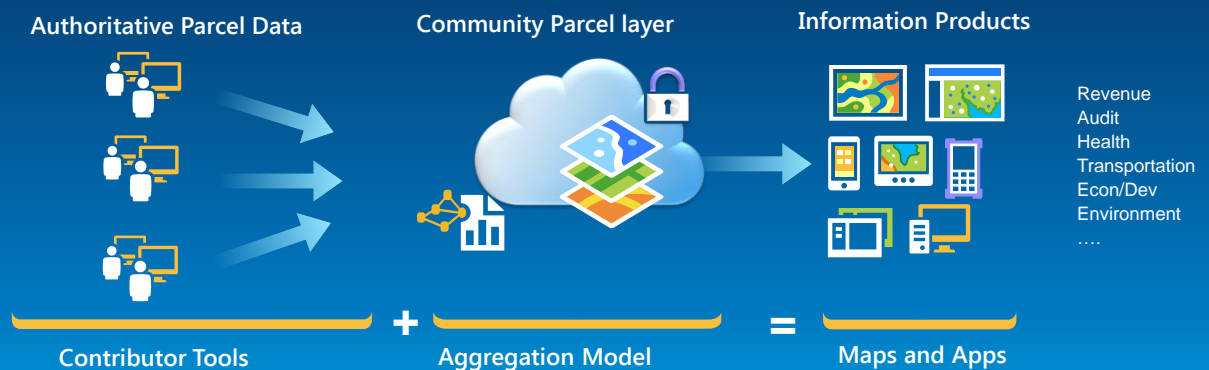 Authoritative Parcel Data
Community Parcel layer
Information Products
Revenue
Audit
Health
Transportation
Econ/Dev
Environment
….
+
=
Contributor Tools
Aggregation Model
Maps and Apps